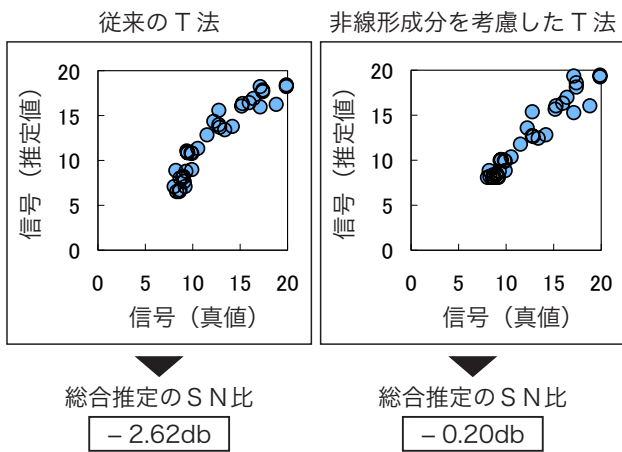 従来のT法
信号（推定値）
20
15
10
5
0
0 5 10 15 20
信号（真値）
総合推定のSN比
－2.62db
非線形成分を考慮したT法
信号（推定値）
20
15
10
5
0
0 5 10 15 20
信号（真値）
総合推定のSN比
－0.20db